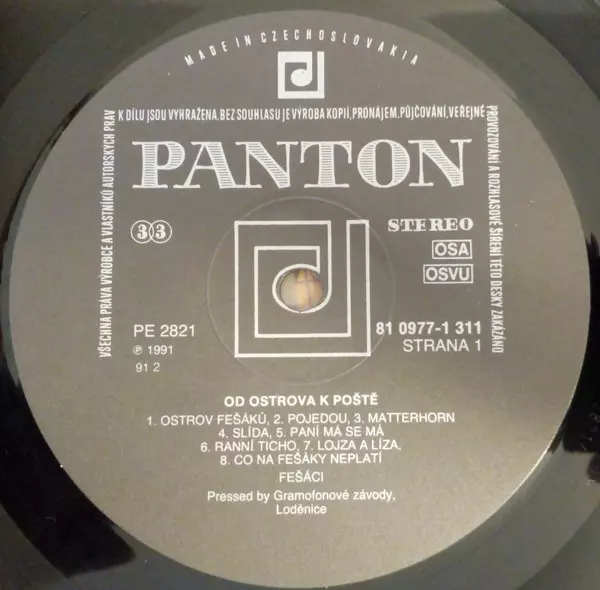 MADE IN CZECHOSLOVAKIA
VŠECHNA PRÁVA VÝROBCE A VLASTNÍKŮ AUTORSKÝCH PRÁV
K DÍLU JSOU VYHRAŽENA. BEZ SOUHLASU JE VÝROBA KOPIÍ, PRONÁJEM, PŮJČOVÁNÍ, VEŘEJNÉ
PROVOZOVÁNÍ A ROZHLASOVÉ ŠÍŘENÍ TÉTO DESKY ZAKÁZÁNO
PANTON
33
STEREO
OSA
OSVU
PE 2821
81 0977-1 311
℗ 1991
STRANA 1
91 2
OD OSTROVA K POŠTĚ
1. OSTROV FEŠÁKŮ, 2. POJEDOU, 3. MATTERHORN
4. SLÍDA, 5. PANÍ MÁ SE MÁ
6. RANNÍ TICHO, 7. LOJZA A LÍZA,
8. CO NA FEŠÁKY NEPLATÍ
FEŠÁCI
Pressed by Gramofonové závody,
Loděnice